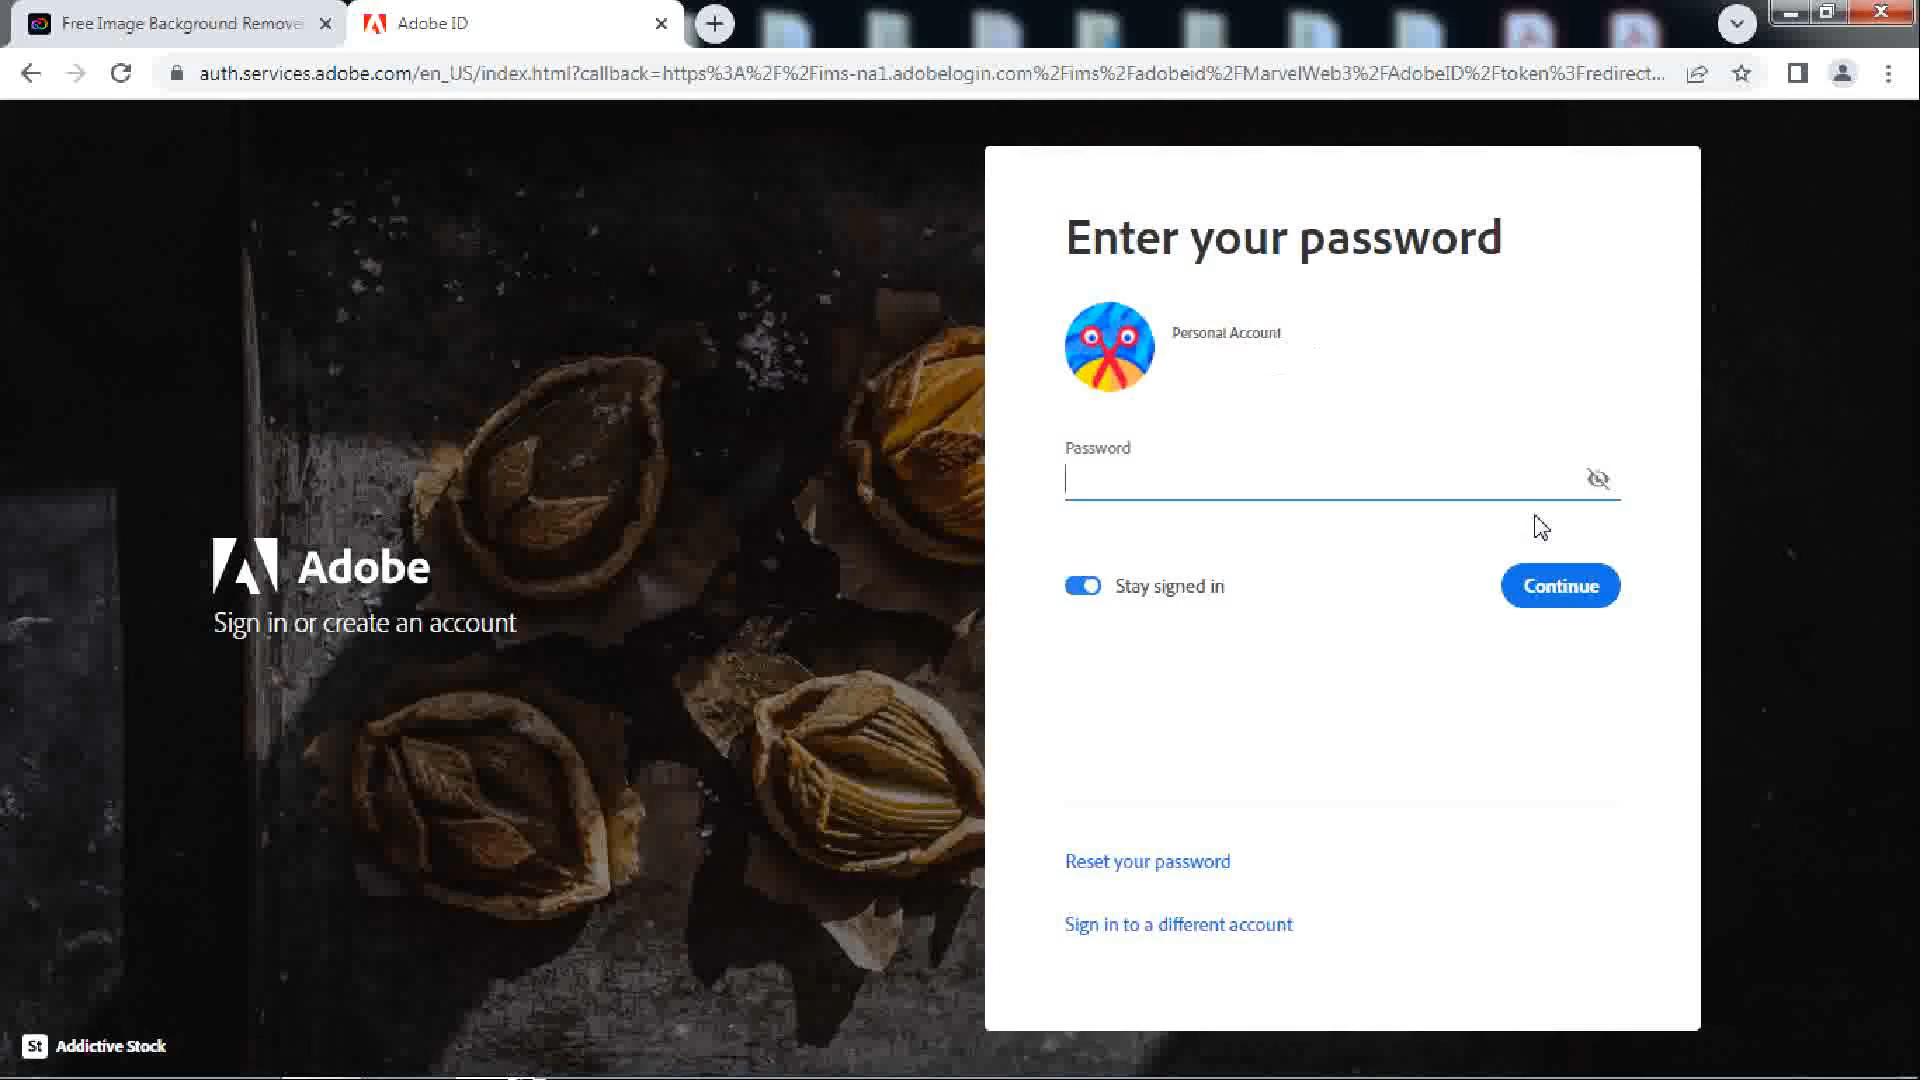 Free Image Background Remove
Adobe ID
auth.services.adobe.com/en_US/index.html?callback=https%3A%2F%2Fims-na1.adobelogin.com%2Fims%2Fadobeid%2FMarvelWeb3%2FAdobeID%2Ftoken%3Fredirect...
Enter your password
Personal Account
Password
Adobe
Sign in or create an account
Stay signed in
Continue
Reset your password
Sign in to a different account
St Addictive Stock